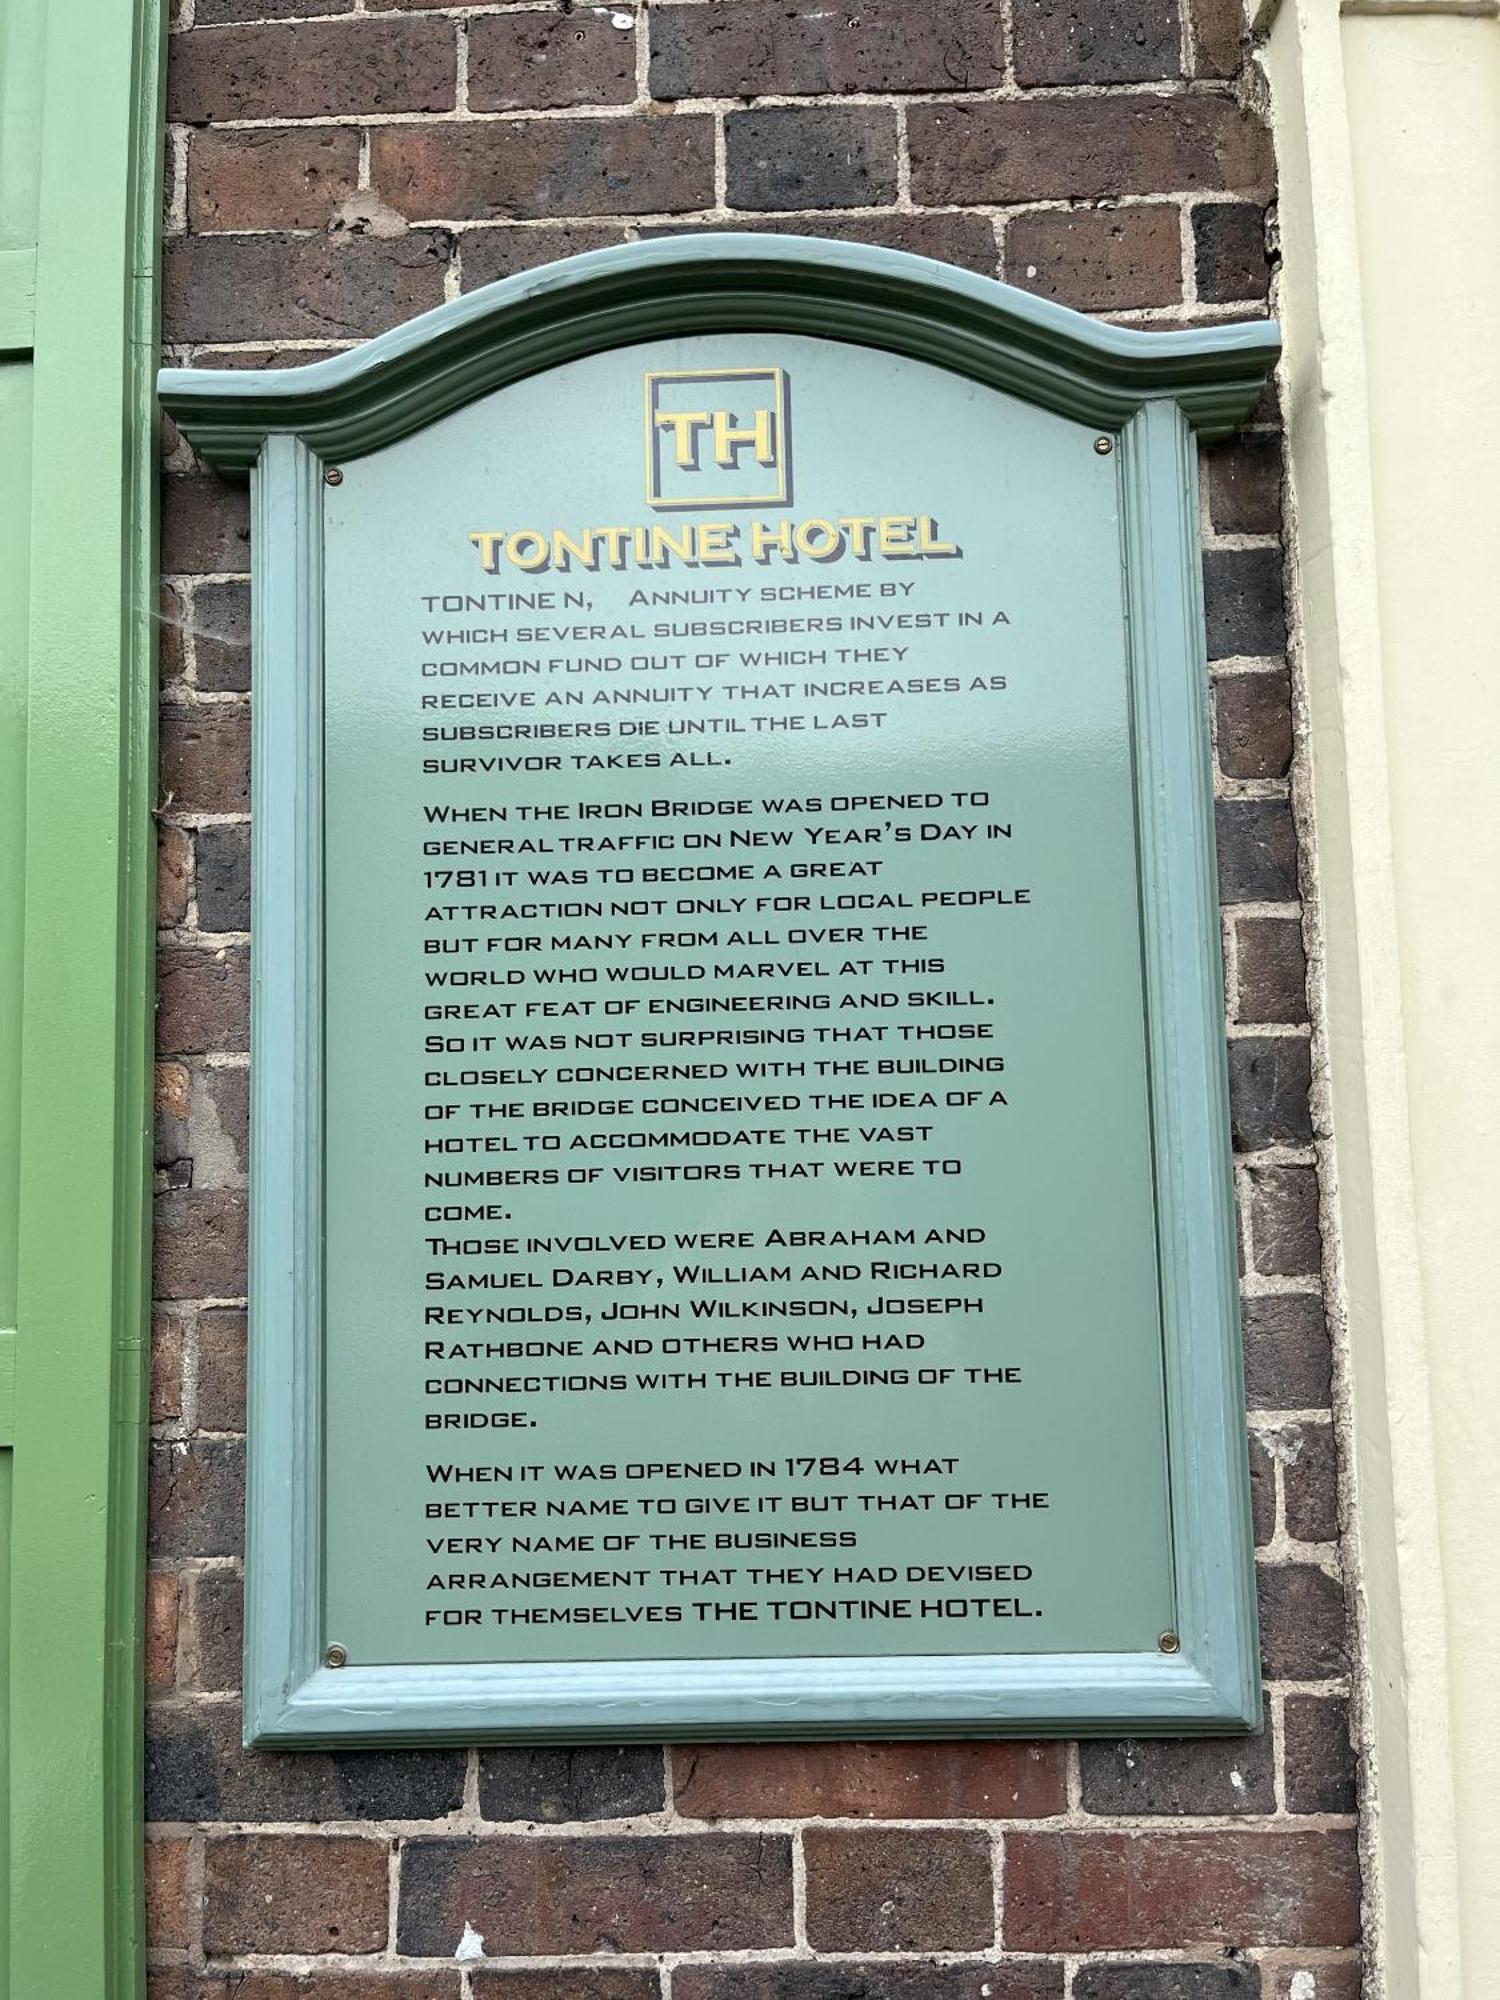 TH
TONTINE HOTEL
TONTINE N, ANNUITY SCHEME BY
WHICH SEVERAL SUBSCRIBERS INVEST IN A
COMMON FUND OUT OF WHICH THEY
RECEIVE AN ANNUITY THAT INCREASES AS
SUBSCRIBERS DIE UNTIL THE LAST
SURVIVOR TAKES ALL.
WHEN THE IRON BRIDGE WAS OPENED TO
GENERAL TRAFFIC ON NEW YEAR'S DAY IN
1781 IT WAS TO BECOME A GREAT
ATTRACTION NOT ONLY FOR LOCAL PEOPLE
BUT FOR MANY FROM ALL OVER THE
WORLD WHO WOULD MARVEL AT THIS
GREAT FEAT OF ENGINEERING AND SKILL.
SO IT WAS NOT SURPRISING THAT THOSE
CLOSELY CONCERNED WITH THE BUILDING
OF THE BRIDGE CONCEIVED THE IDEA OF A
HOTEL TO ACCOMMODATE THE VAST
NUMBERS OF VISITORS THAT WERE TO
COME.
THOSE INVOLVED WERE ABRAHAM AND
SAMUEL DARBY, WILLIAM AND RICHARD
REYNOLDS, JOHN WILKINSON, JOSEPH
RATHBONE AND OTHERS WHO HAD
CONNECTIONS WITH THE BUILDING OF THE
BRIDGE.
WHEN IT WAS OPENED IN 1784 WHAT
BETTER NAME TO GIVE IT BUT THAT OF THE
VERY NAME OF THE BUSINESS
ARRANGEMENT THAT THEY HAD DEVISED
FOR THEMSELVES THE TONTINE HOTEL.